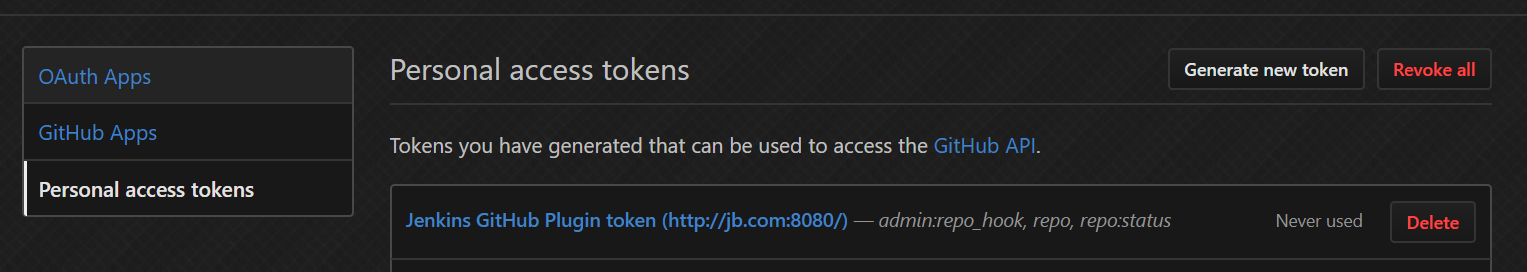 OAuth Apps
GitHub Apps
Personal access tokens
Personal access tokens
Generate new token
Revoke all
Tokens you have generated that can be used to access the GitHub API.
Jenkins GitHub Plugin token (http://jb.com:8080/) — admin:repo_hook, repo, repo:status
Never used
Delete